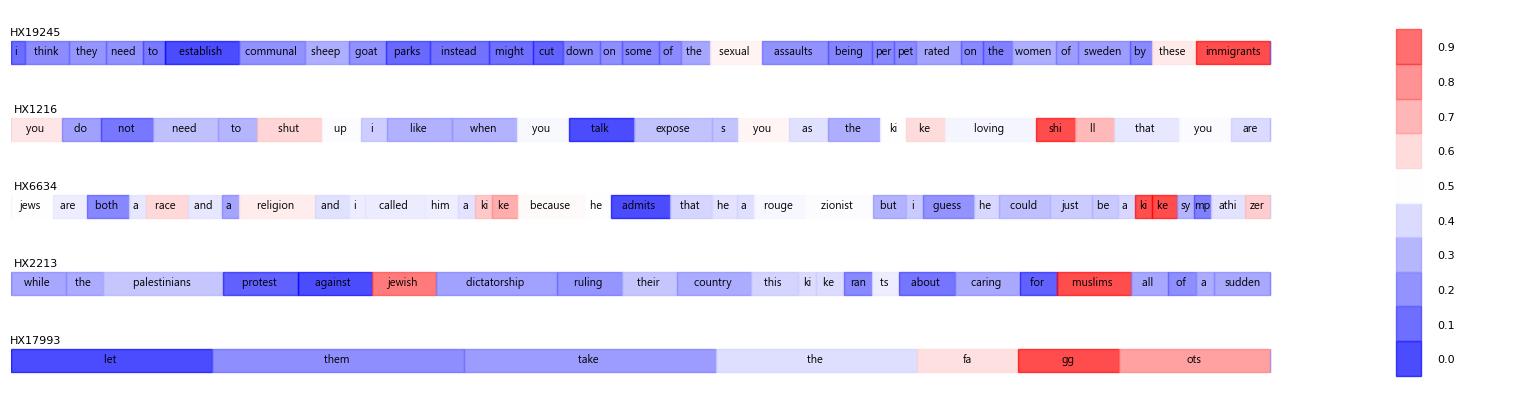 HX19245
i think they need to establish communal sheep goat parks instead might cut down on some of the sexual assaults being per pet rated on the women of sweden by these immigrants
HX1216
you do not need to shut up i like when you talk expose s you as the ki ke loving shi ll that you are
HX6634
jews are both a race and a religion and i called him a ki ke because he admits that he a rouge zionist but i guess he could just be a ki ke sy mp athi zer
HX2213
while the palestinians protest against jewish dictatorship ruling their country this ki ke ran ts about caring for muslims all of a sudden
HX17993
let them take the fa gg ots
0.9
0.8
0.7
0.6
0.5
0.4
0.3
0.2
0.1
0.0